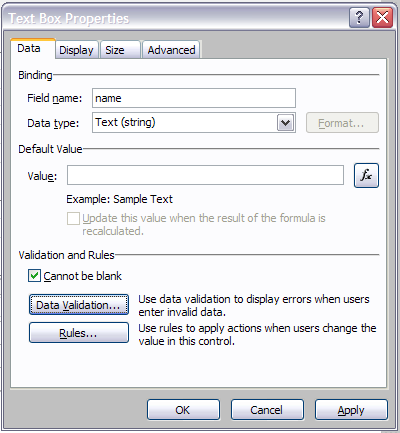 Text Box Properties
Data Display Size Advanced
Binding
Field name: name
Data type: Text (string) Format...
Default Value
Value: fx
Example: Sample Text
Update this value when the result of the formula is
recalculated.
Validation and Rules
Cannot be blank
Data Validation... Use data validation to display errors when users
enter invalid data.
Rules... Use rules to apply actions when users change the
value in this control.
OK Cancel Apply